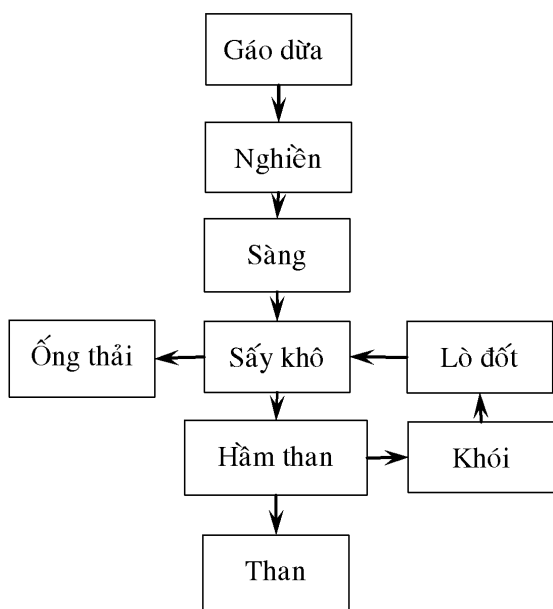 Gáo dừa
Nghiền
Sàng
Ống thải
Sấy khô
Lò đốt
Hầm than
Khói
Than